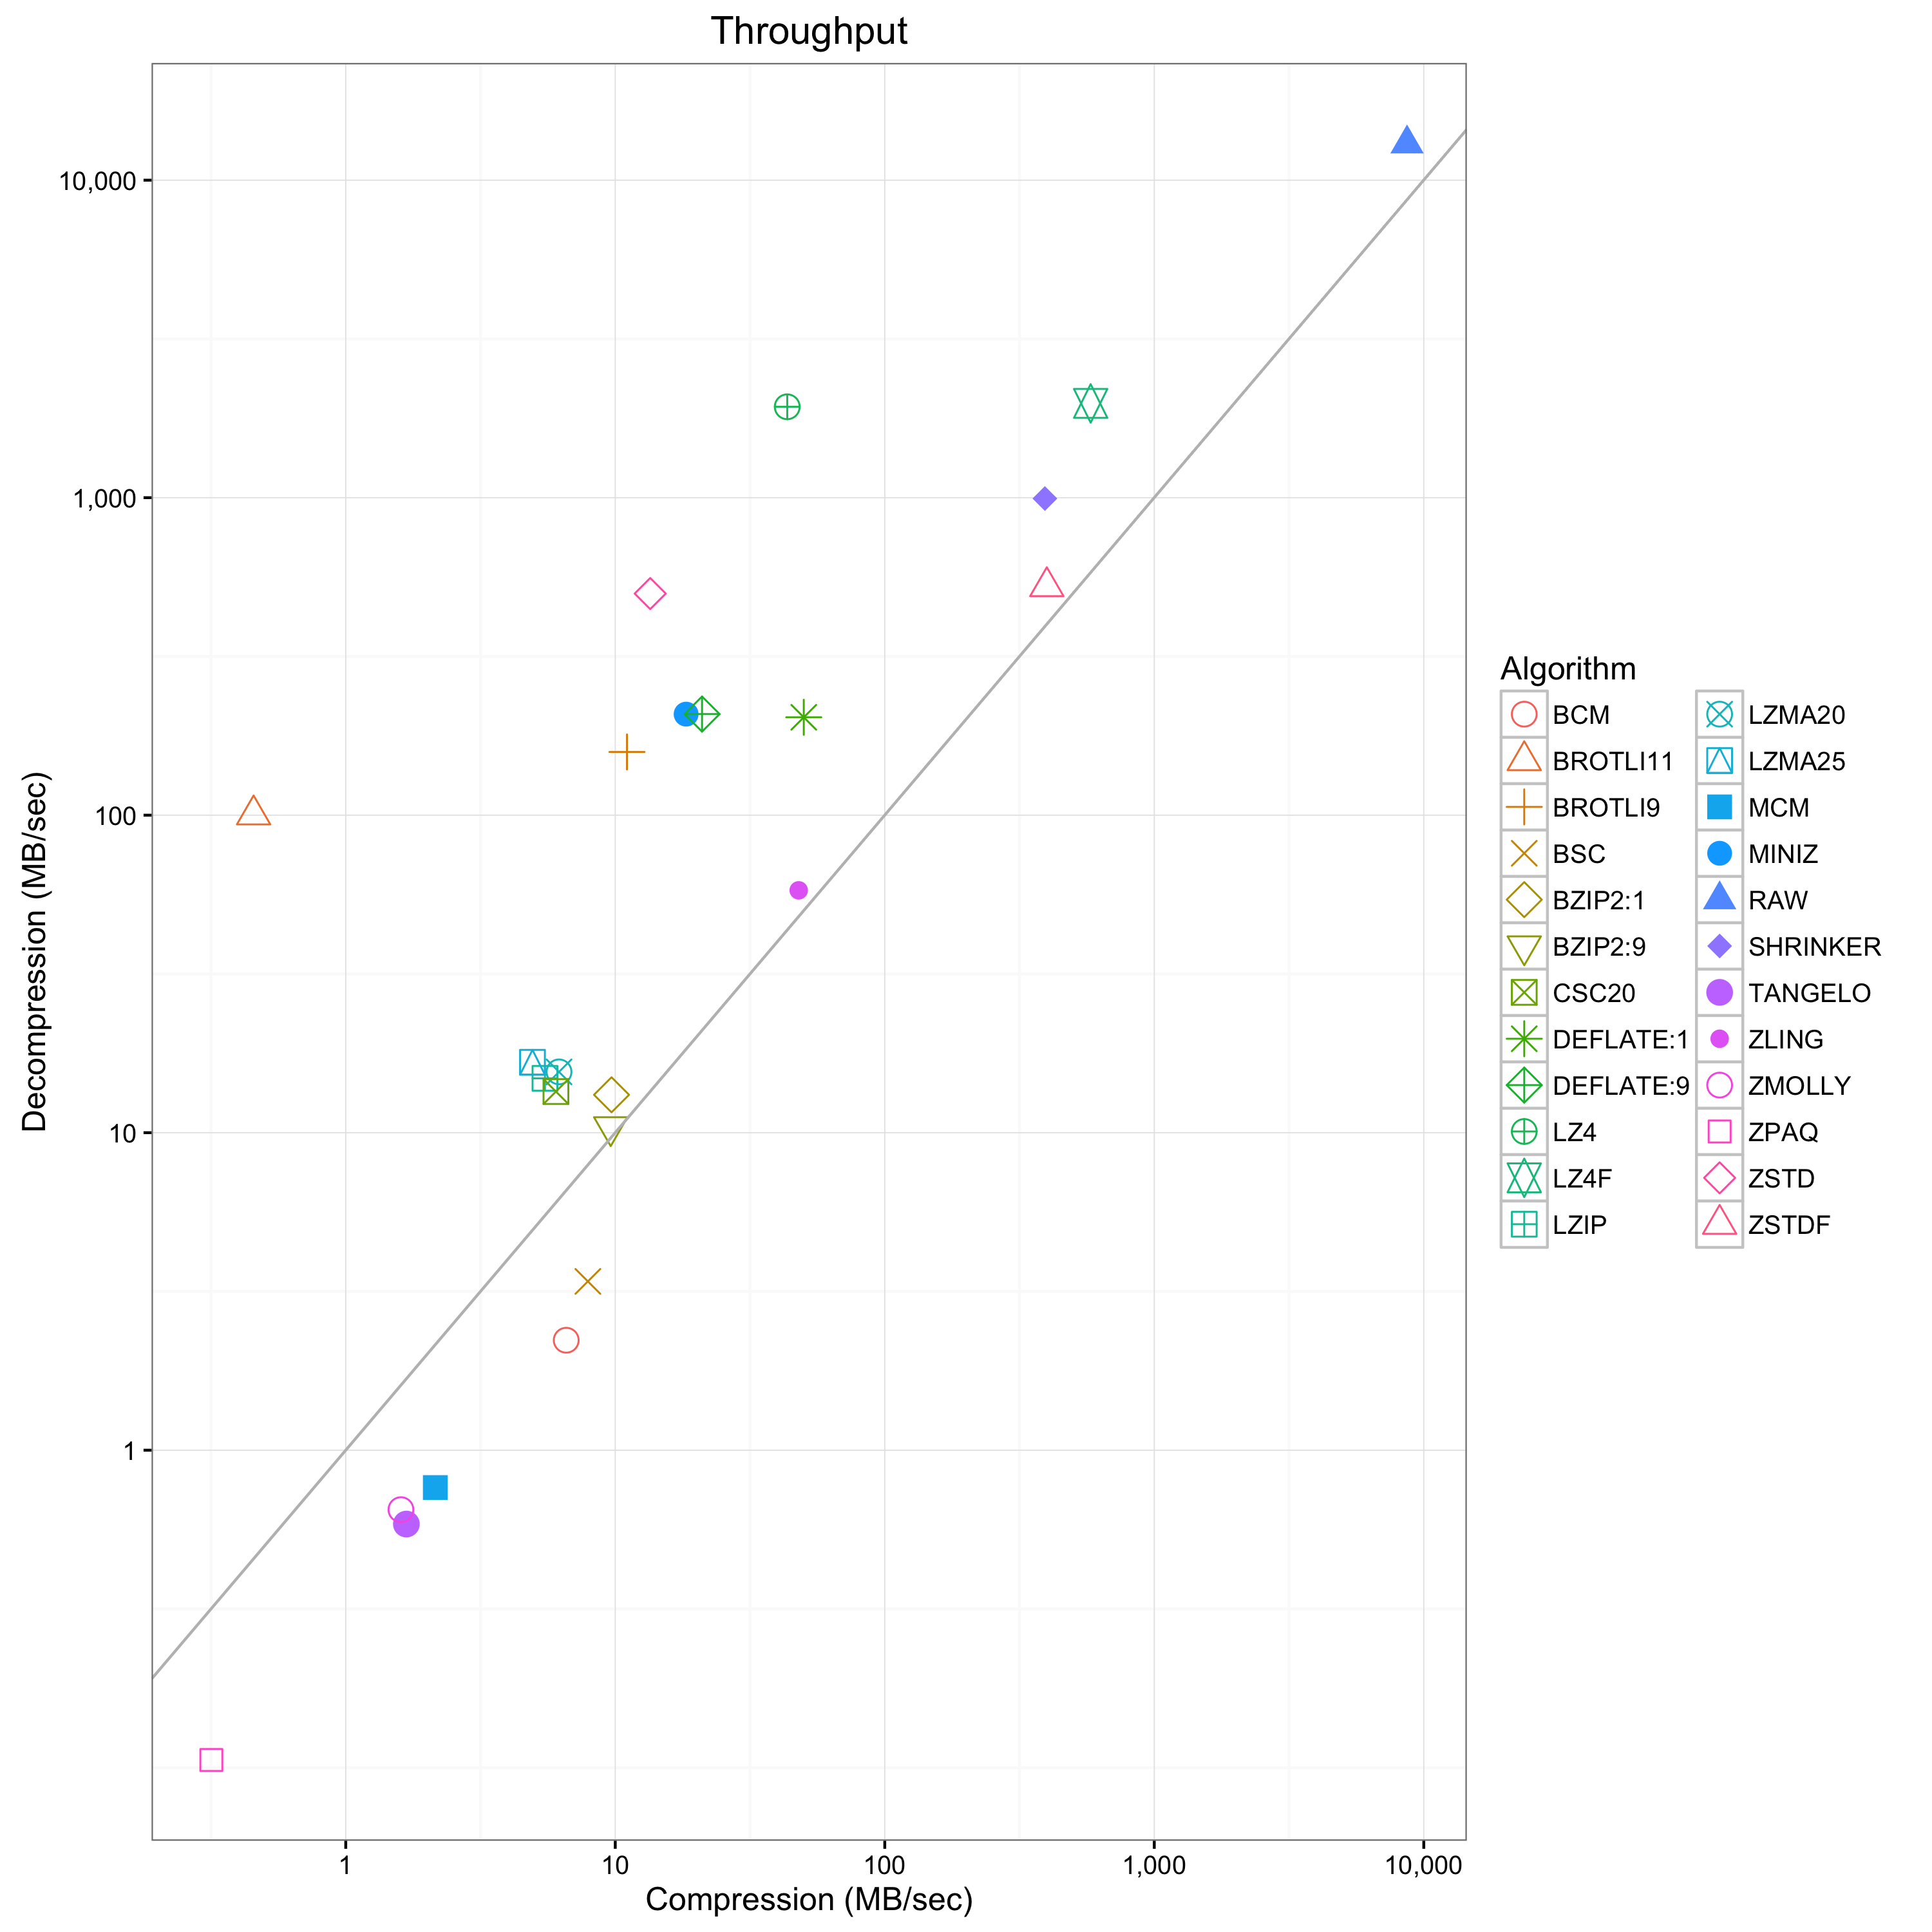 Throughput
10,000
1,000
100
10
1
Decompression (MB/sec)
1
10
100
1,000
10,000
Compression (MB/sec)
Algorithm
BCM
BROTLI11
BROTLI9
BSC
BZIP2:1
BZIP2:9
CSC20
DEFLATE:1
DEFLATE:9
LZ4
LZ4F
LZIP
LZMA20
LZMA25
MCM
MINIZ
RAW
SHRINKER
TANGELO
ZLING
ZMOLLY
ZPAQ
ZSTD
ZSTDF